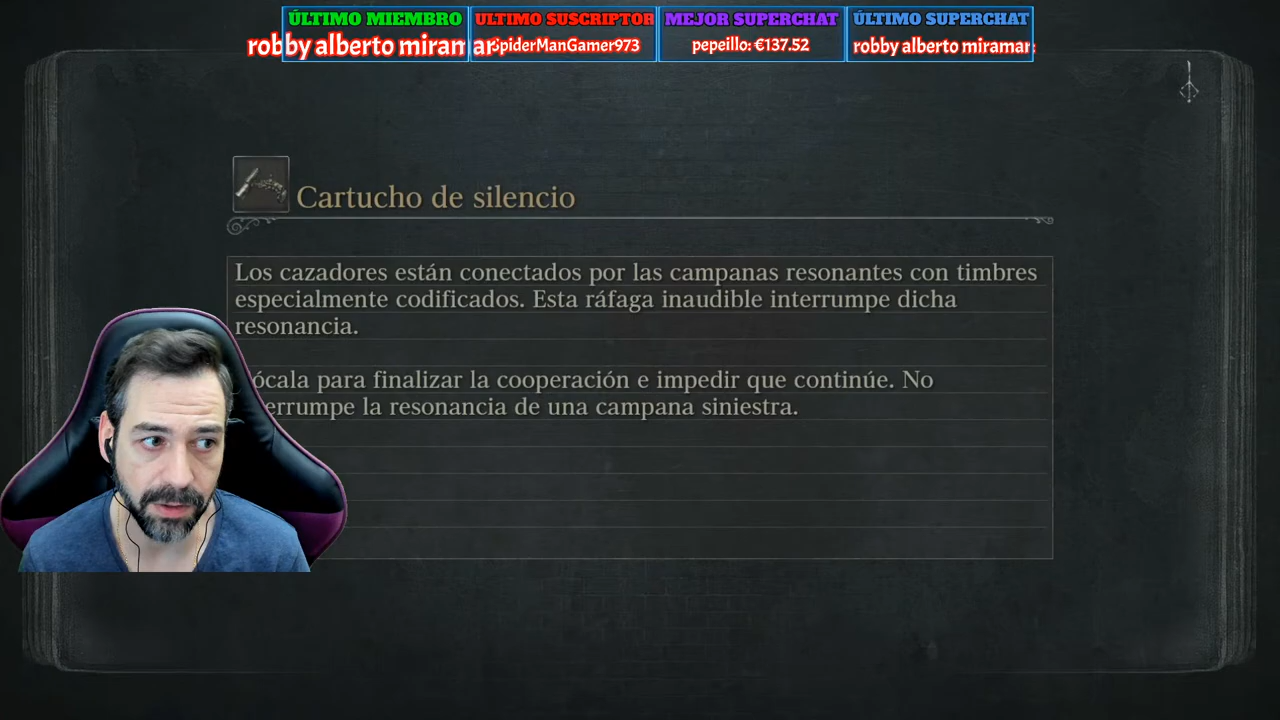 ÚLTIMO MIEMBRO
robby alberto miramar
ULTIMO SUSCRIPTOR
SpiderManGamer973
MEJOR SUPERCHAT
pepeillo: €137.52
ÚLTIMO SUPERCHAT
robby alberto miramar:
Cartucho de silencio
Los cazadores están conectados por las campanas resonantes con timbres
especialmente codificados. Esta ráfaga inaudible interrumpe dicha
resonancia.
ócala para finalizar la cooperación e impedir que continúe. No
errumpe la resonancia de una campana siniestra.